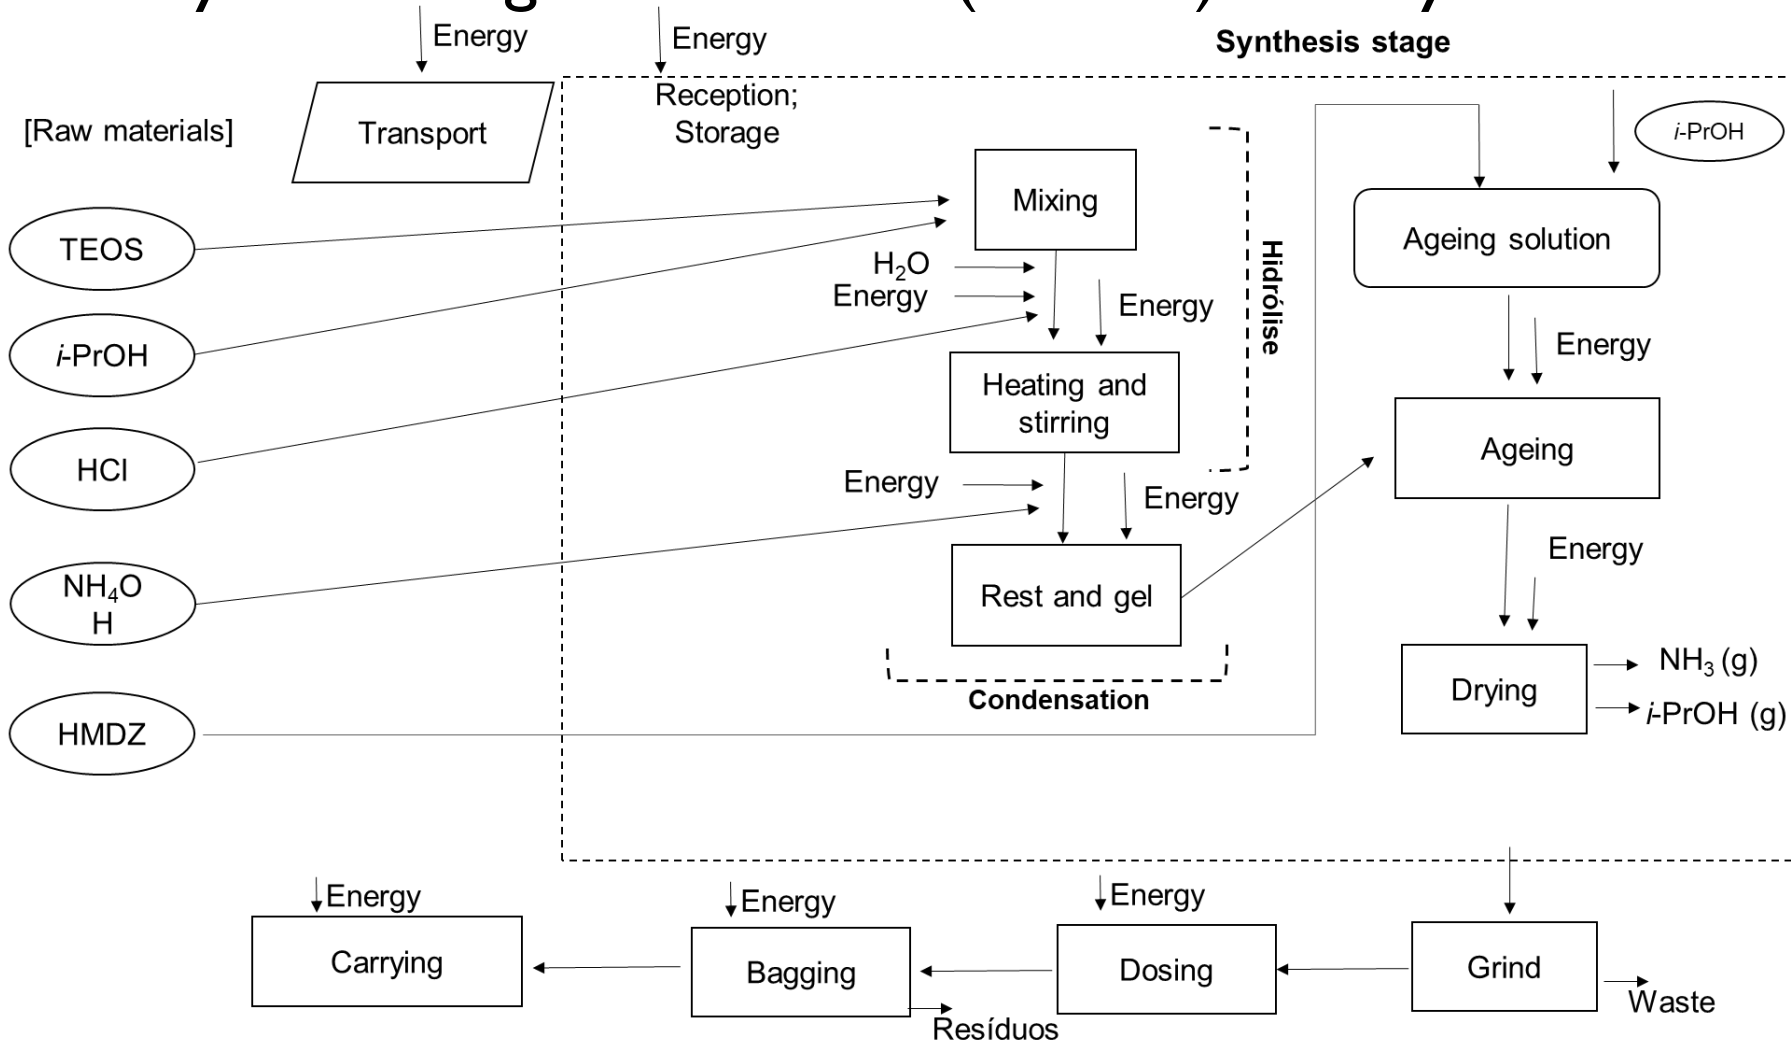 Energy
Energy
Synthesis stage
Reception;
Storage
[Raw materials]
Transport
i-PrOH
Mixing
TEOS
Ageing solution
H₂O
Energy
Energy
Hidrólise
Energy
i-PrOH
Heating and
stirring
Ageing
HCl
Energy
Energy
Energy
NH₄O
H
Rest and gel
NH₃ (g)
Drying
i-PrOH (g)
Condensation
HMDZ
Energy
Energy
Energy
Carrying
Bagging
Dosing
Grind
Waste
Resíduos